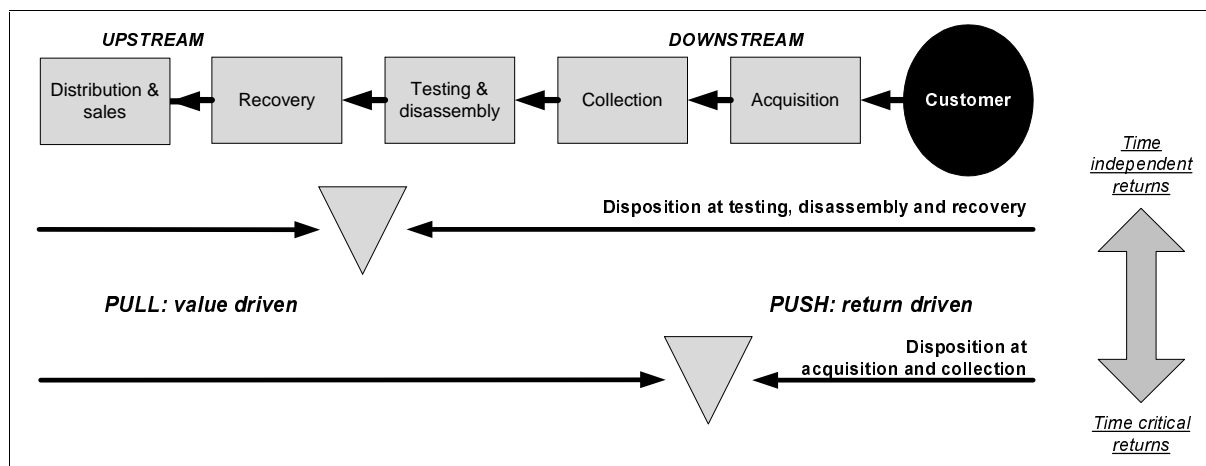 UPSTREAM
DOWNSTREAM
Distribution &
sales
Recovery
Testing &
disassembly
Collection
Acquisition
Customer
Time
independent
returns
Disposition at testing, disassembly and recovery
PULL: value driven
PUSH: return driven
Disposition at
acquisition and collection
Time critical
returns